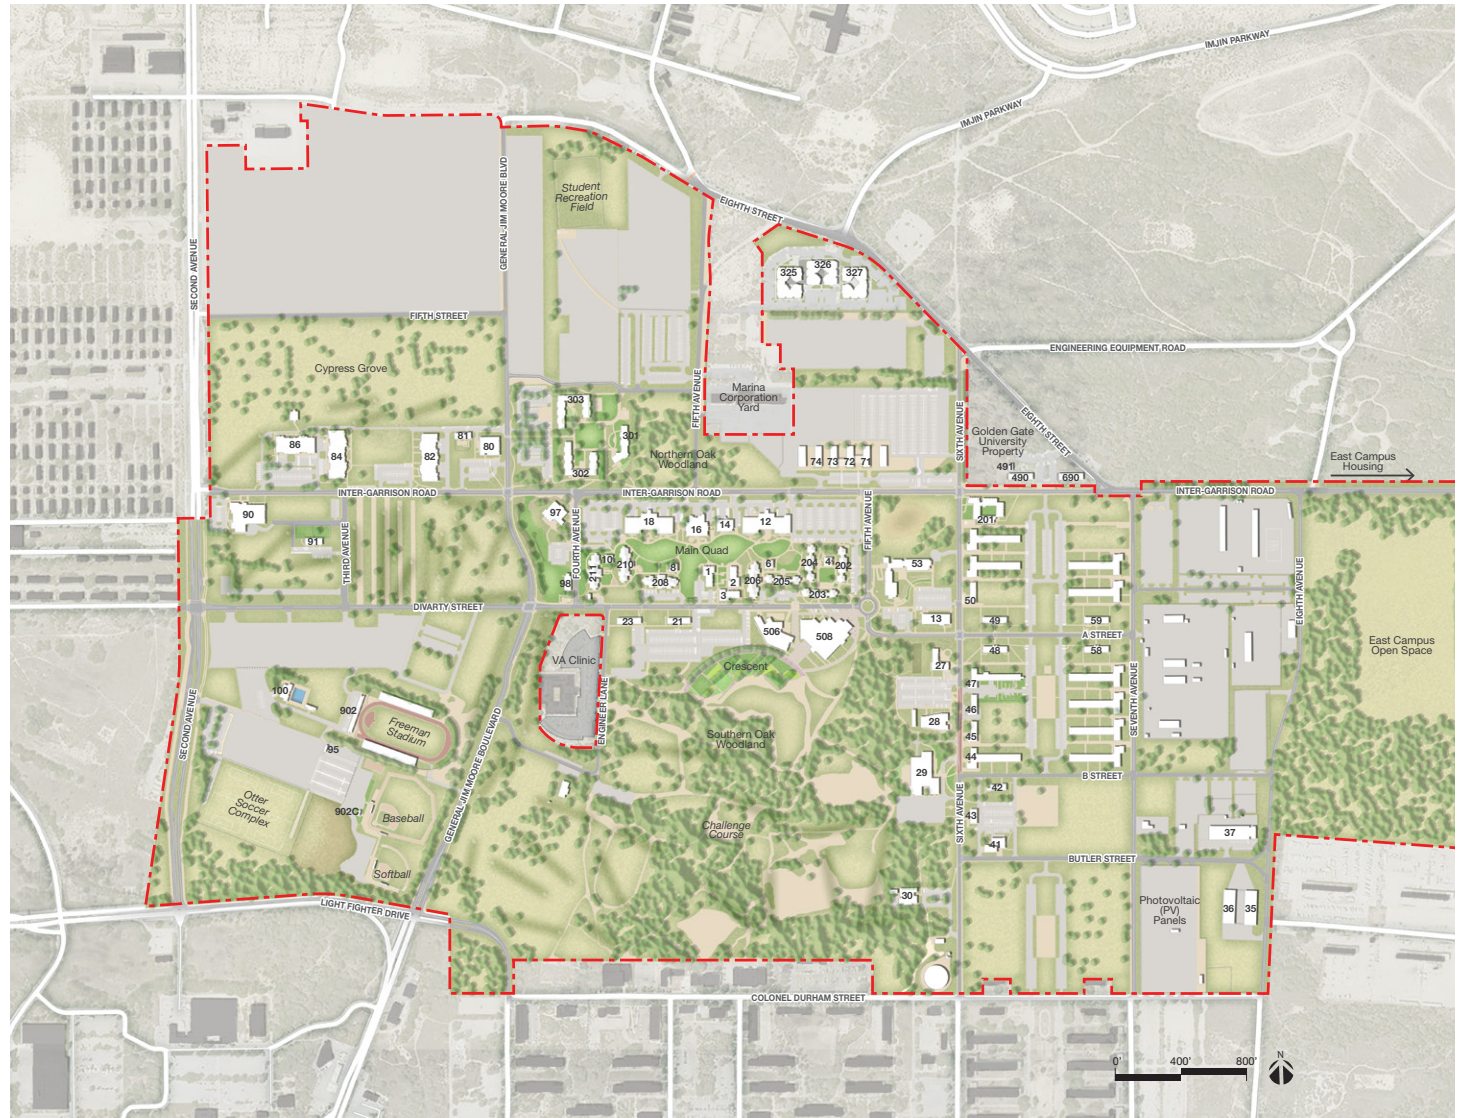 IMJIN PARKWAY
IMJIN PARKWAY
GENERAL JIM MOORE BLVD
Student
Recreation
Field
EIGHTH STREET
SECOND AVENUE
325
326
327
FIFTH STREET
ENGINEERING EQUIPMENT ROAD
Cypress Grove
FIFTH AVENUE
Marina
Corporation
Yard
303
301
302
Northern Oak
Woodland
SIXTH AVENUE
EIGHTH STREET
Golden Gate
University
Property
86
84
82
81
80
74
73
72
71
491
490
690
East Campus
Housing
INTER-GARRISON ROAD
INTER-GARRISON ROAD
INTER-GARRISON ROAD
90
91
THIRD AVENUE
97
FOURTH AVENUE
98
18
16
14
12
FIFTH AVENUE
201
Main Quad
10
211
210
8
208
1
2
3
206
6
205
204
4
202
203
53
50
EIGHTH AVENUE
DIVARTY STREET
23
21
506
508
13
49
59
A STREET
48
58
East Campus
Open Space
VA Clinic
ENGINEER LANE
Crescent
27
47
46
45
44
SEVENTH AVENUE
100
902
Freeman
Stadium
95
SECOND AVENUE
GENERAL JIM MOORE BOULEVARD
Southern Oak
Woodland
28
29
B STREET
42
43
41
SIXTH AVENUE
Otter
Soccer
Complex
902C
Baseball
Softball
Challenge
Course
37
BUTLER STREET
30
Photovoltaic
(PV)
Panels
36
35
LIGHT FIGHTER DRIVE
COLONEL DURHAM STREET
0'
400'
800'
N